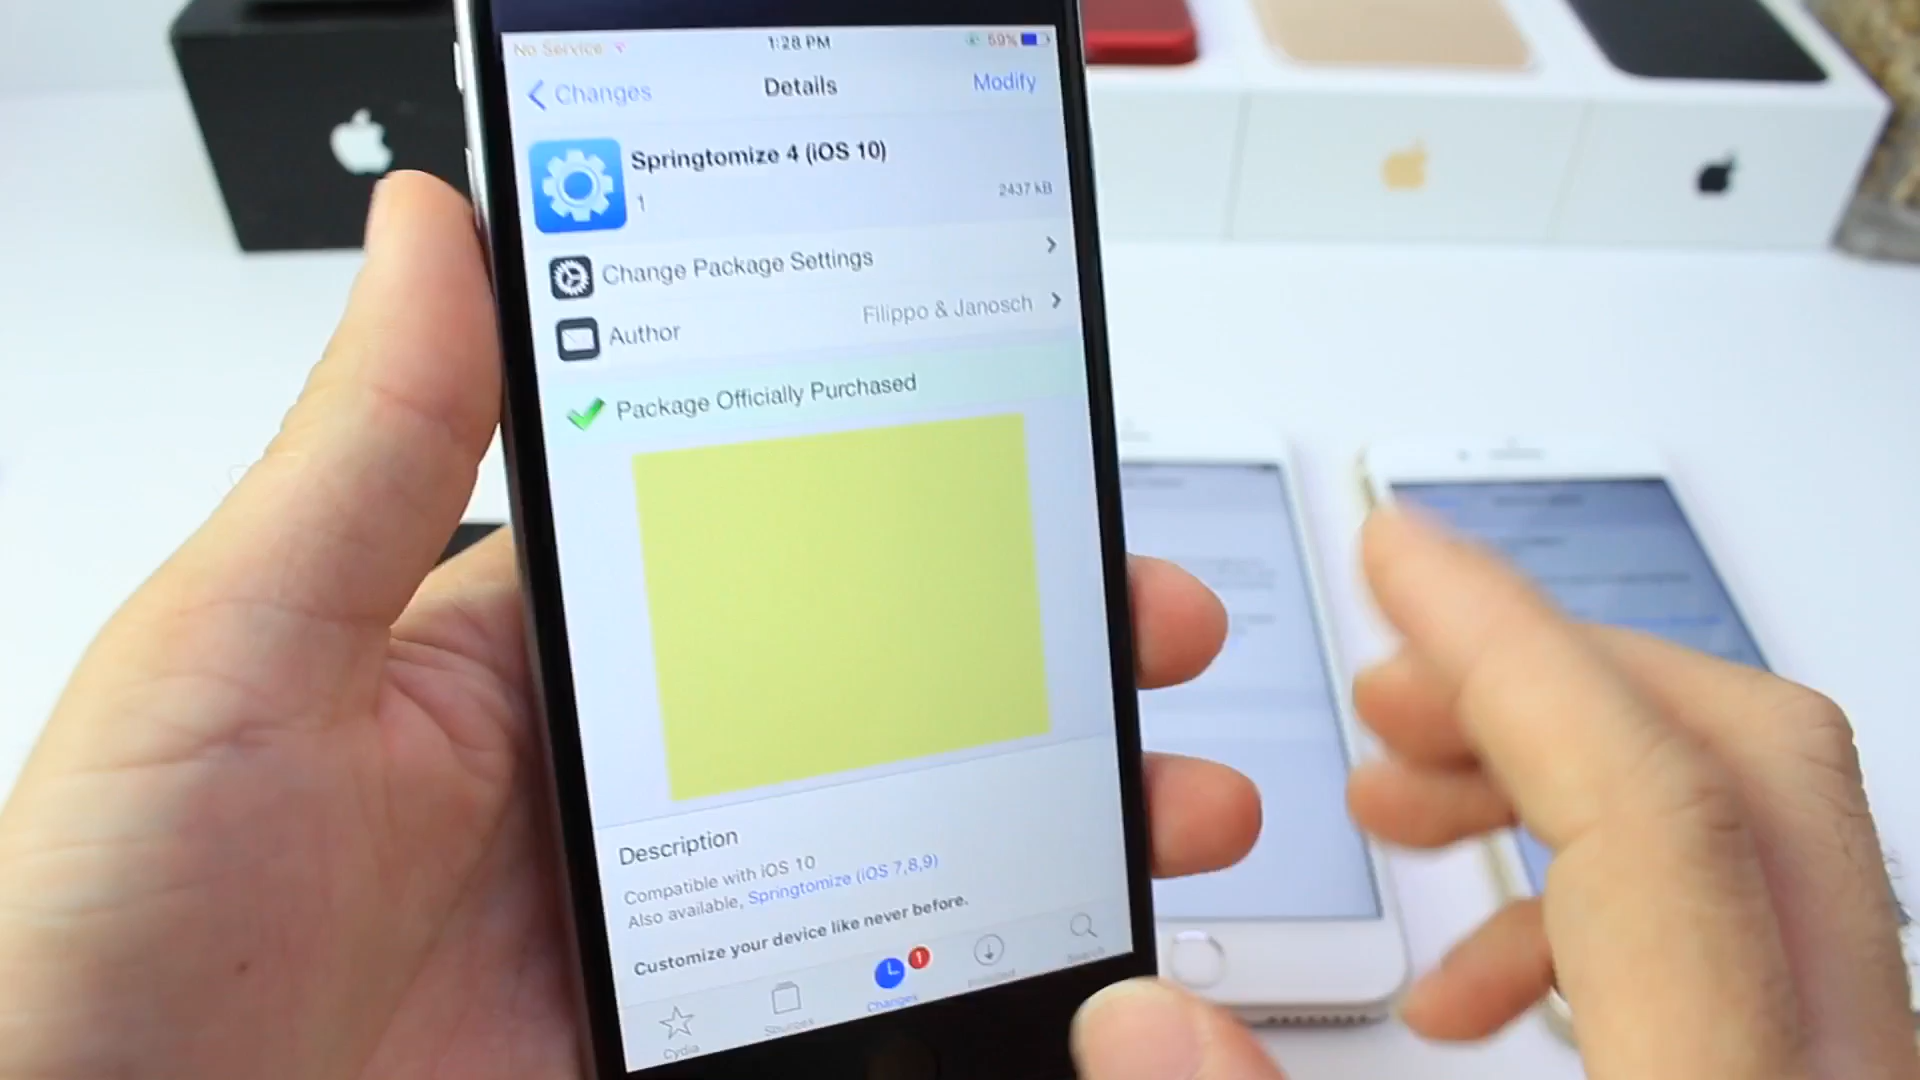 No Service
1:28 PM
59%
Changes
Details
Modify
Springtomize 4 (iOS 10)
1
2437 kB
Change Package Settings
Author
Filippo & Janosch
Package Officially Purchased
Description
Compatible with iOS 10
Also available, Springtomize (iOS 7,8,9)
Customize your device like never before.
Cydia
Sources
Changes
1
Installed
Search